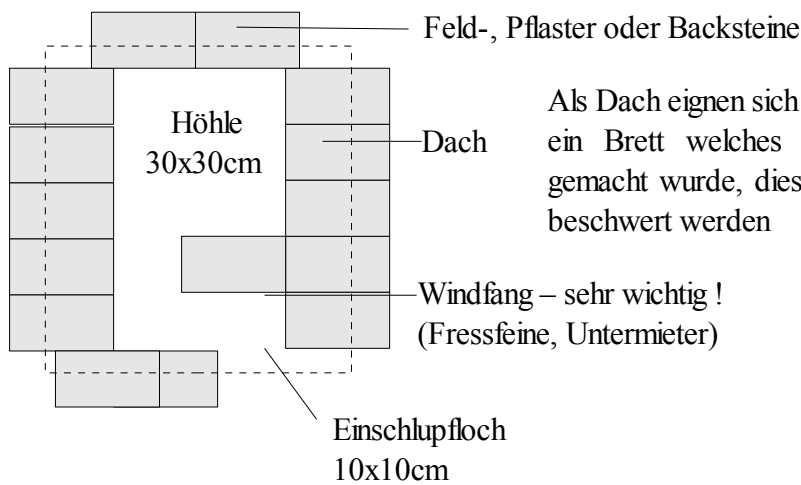 Feld-, Pflaster oder Backsteine
Höhle
30x30cm
Dach
Als Dach eignen sich
ein Brett welches
gemacht wurde, dies
beschwert werden
Windfang – sehr wichtig !
(Fressfeine, Untermieter)
Einschlupfloch
10x10cm